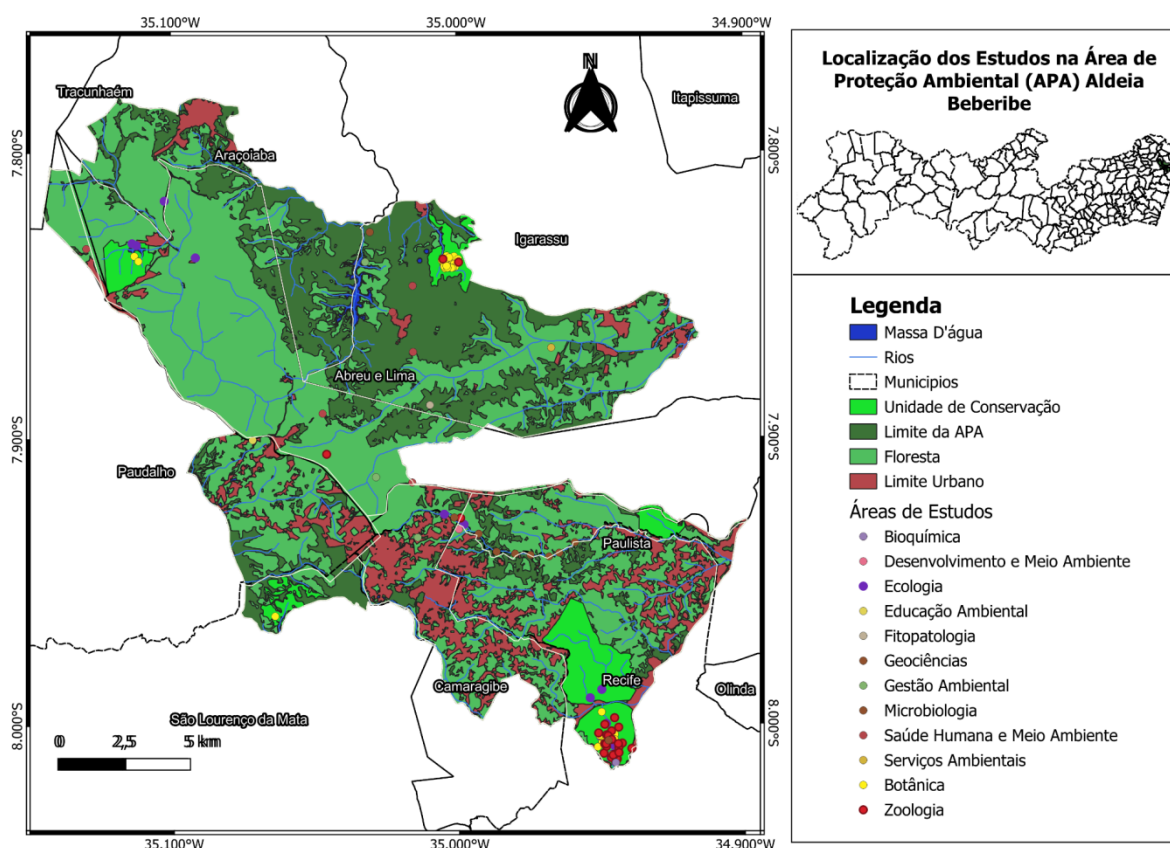 35.100°W 35.000°W 34.900°W
N
Tracunhaém
Itapissuma
7.800°S
Araçoiaba
7.800°S
Igarassu
Abreu e Lima
7.900°S
7.900°S
Paudalho
Paulista
Recife
Camaragibe
Olinda
São Lourenço da Mata
8.000°S
8.000°S
0 2,5 5 km
35.100°W 35.000°W 34.900°W
Localização dos Estudos na Área de
Proteção Ambiental (APA) Aldeia
Beberibe
Legenda
Massa D'água
Rios
Municipios
Unidade de Conservação
Limite da APA
Floresta
Limite Urbano
Áreas de Estudos
Bioquímica
Desenvolvimento e Meio Ambiente
Ecologia
Educação Ambiental
Fitopatologia
Geociências
Gestão Ambiental
Microbiologia
Saúde Humana e Meio Ambiente
Serviços Ambientais
Botânica
Zoologia